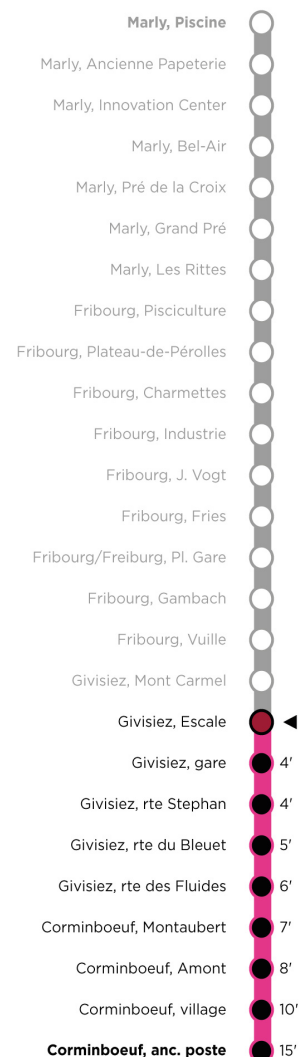 Marly, Piscine
Marly, Ancienne Papeterie
Marly, Innovation Center
Marly, Bel-Air
Marly, Pré de la Croix
Marly, Grand Pré
Marly, Les Rittes
Fribourg, Pisciculture
Fribourg, Plateau-de-Pérolles
Fribourg, Charmettes
Fribourg, Industrie
Fribourg, J. Vogt
Fribourg, Fries
Fribourg/Freiburg, Pl. Gare
Fribourg, Gambach
Fribourg, Vuille
Givisiez, Mont Carmel
Givisiez, Escale
Givisiez, gare 4'
Givisiez, rte Stephan 4'
Givisiez, rte du Bleuet 5'
Givisiez, rte des Fluides 6'
Corminboeuf, Montaubert 7'
Corminboeuf, Amont 8'
Corminboeuf, village 10'
Corminboeuf, anc. poste 15'